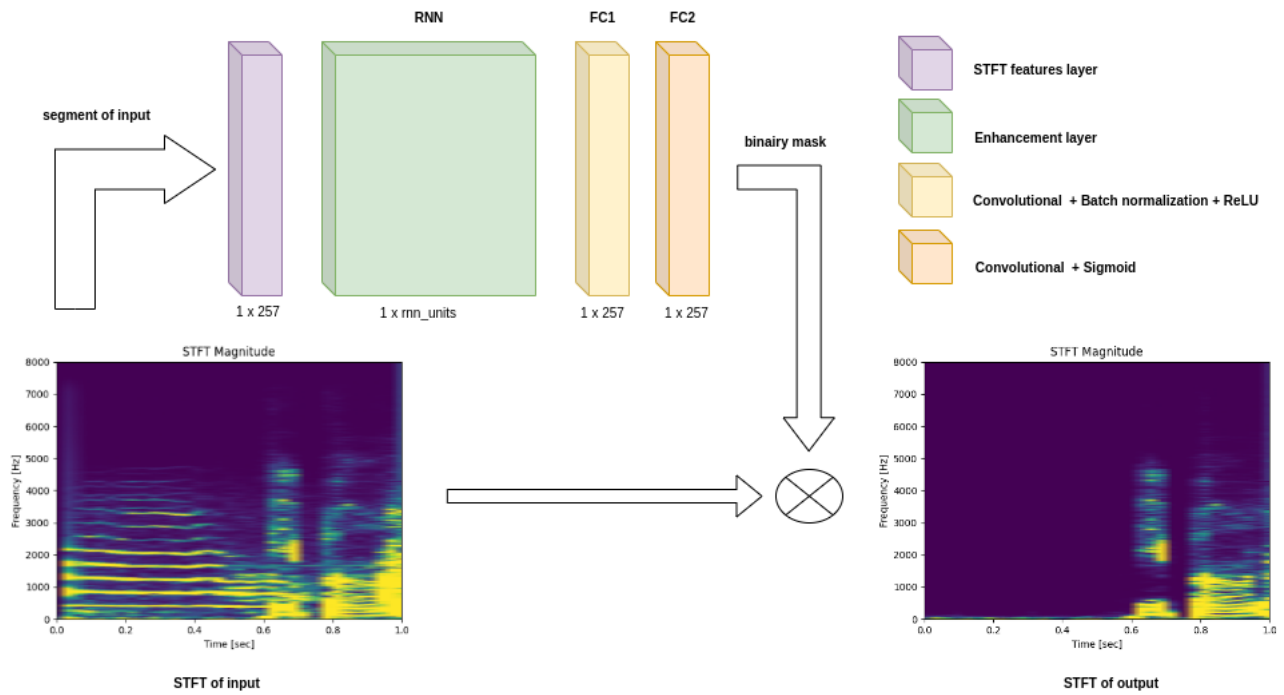 RNN
FC1
FC2
segment of input
binairy mask
1 x 257
1 x rnn_units
1 x 257
1 x 257
STFT features layer
Enhancement layer
Convolutional + Batch normalization + ReLU
Convolutional + Sigmoid
STFT Magnitude
8000
7000
6000
5000
4000
3000
2000
1000
0
Frequency [Hz]
0.0
0.2
0.4
0.6
0.8
1.0
Time [sec]
STFT of input
STFT Magnitude
8000
7000
6000
5000
4000
3000
2000
1000
0
Frequency [Hz]
0.0
0.2
0.4
0.6
0.8
1.0
Time [sec]
STFT of output